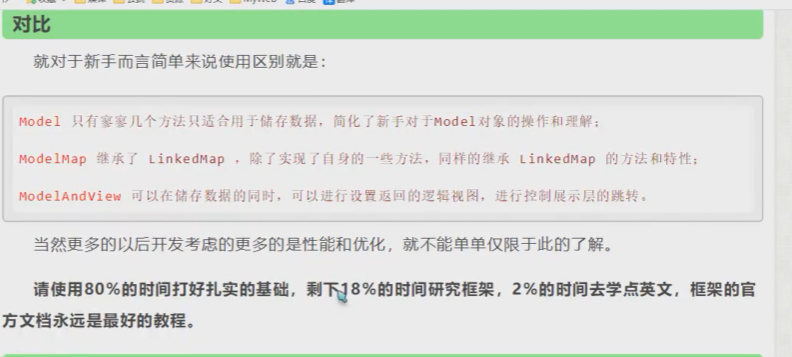 对比
就对于新手而言简单来说使用区别就是：
Model 只有寥寥几个方法只适合用于储存数据，简化了新手对于Model对象的操作和理解；
ModelMap 继承了 LinkedMap ，除了实现了自身的一些方法，同样的继承 LinkedMap 的方法和特性；
ModelAndView 可以在储存数据的同时，可以进行设置返回的逻辑视图，进行控制展示层的跳转。
当然更多的以后开发考虑的更多的是性能和优化，就不能单单仅限于此的了解。
请使用80%的时间打好扎实的基础，剩下18%的时间研究框架，2%的时间去学点英文，框架的官
方文档永远是最好的教程。